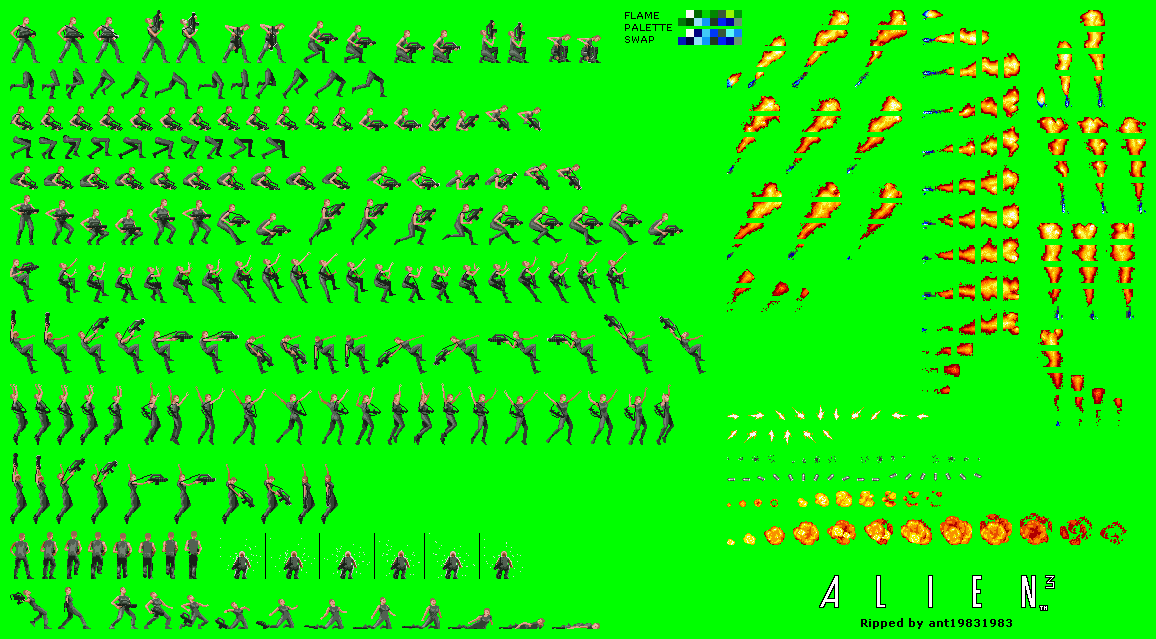 FLAME
PALETTE
SWAP
ALIEN³
TM
Ripped by ant19831983